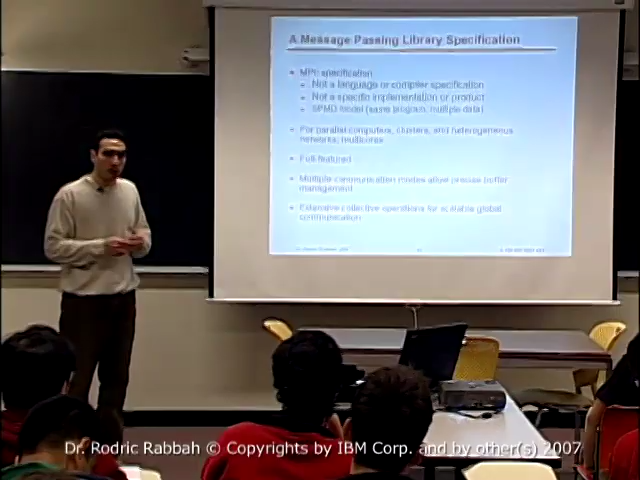 A Message Passing Library Specification
MPI: specification
Not a language or compiler specification
Not a specific implementation or product
SPMD model (same program, multiple data)
For parallel computers, clusters, and heterogeneous
networks, multicores
Full-featured
Multiple communication modes allow precise buffer
management
Extensive collective operations for scalable global
communication
Dr. Rodric Rabbah © Copyrights by IBM Corp. and by other(s) 2007